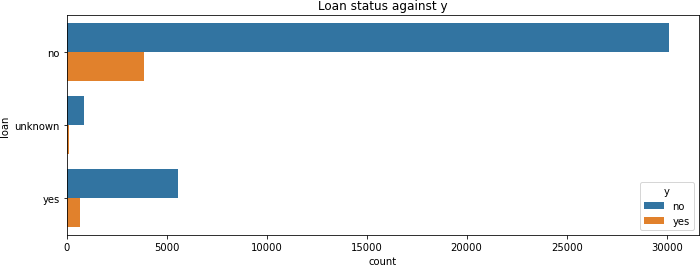 Loan status against y
loan
no
unknown
yes
0 5000 10000 15000 20000 25000 30000
count
y
no
yes